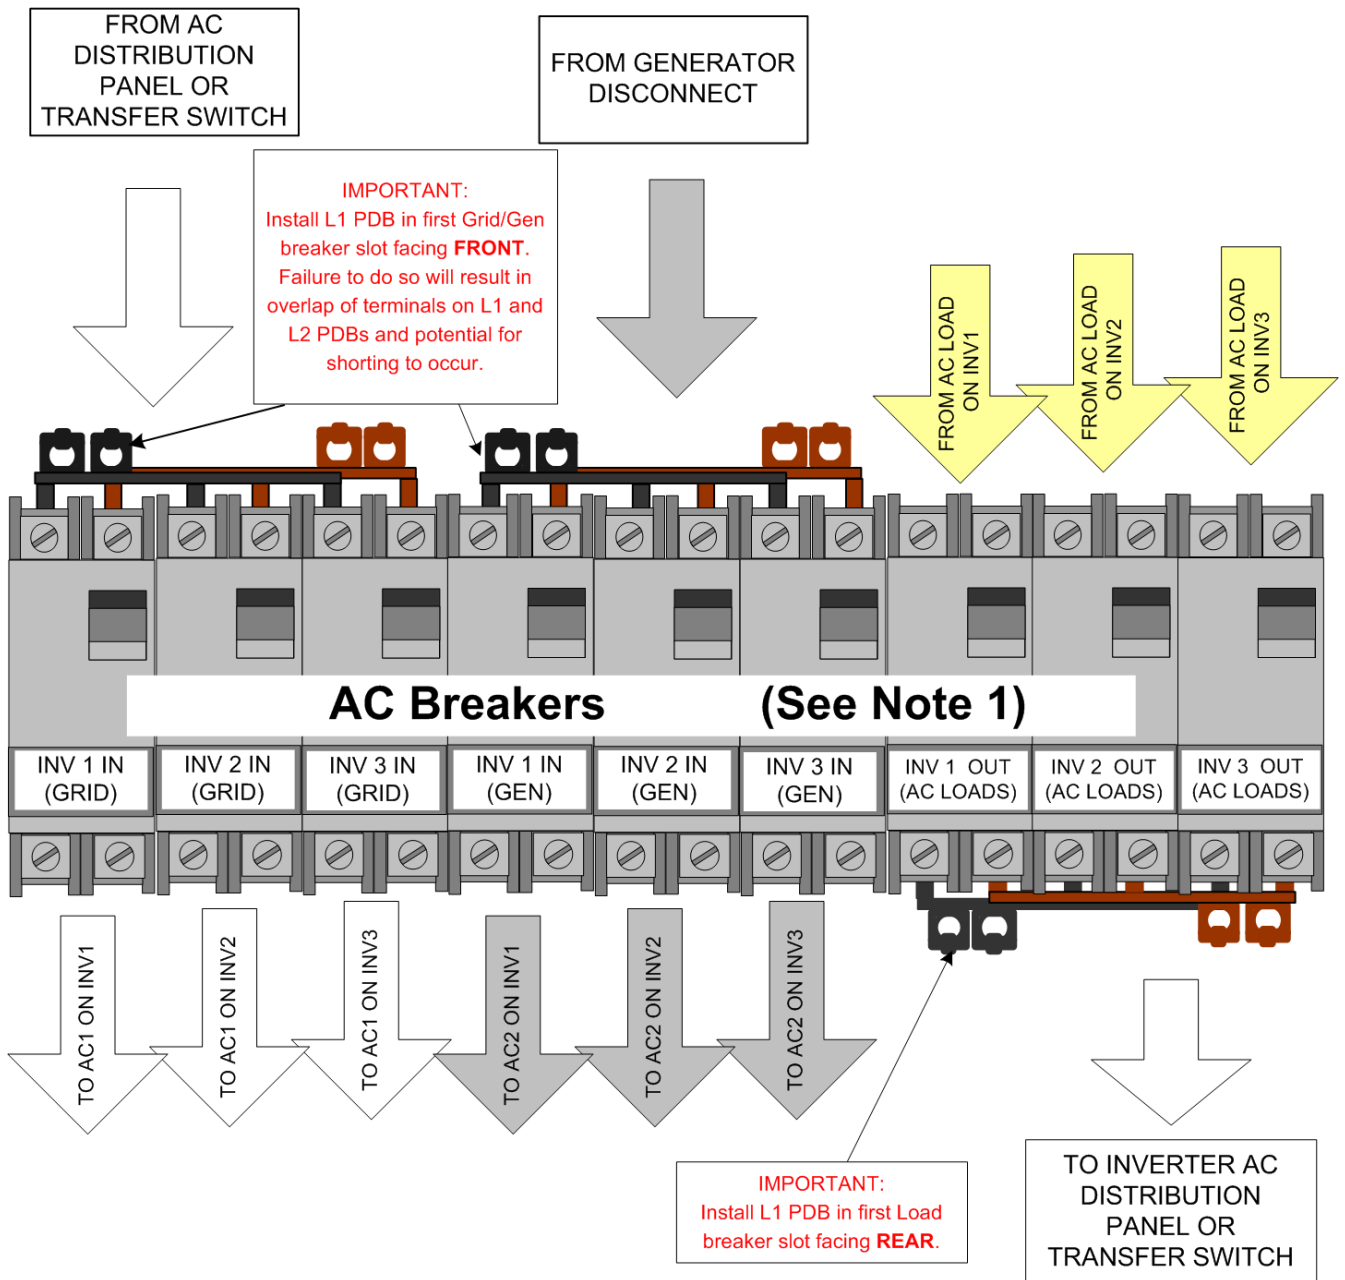 FROM AC
DISTRIBUTION
PANEL OR
TRANSFER SWITCH
FROM GENERATOR
DISCONNECT
IMPORTANT:
Install L1 PDB in first Grid/Gen
breaker slot facing FRONT.
Failure to do so will result in
overlap of terminals on L1 and
L2 PDBs and potential for
shorting to occur.
FROM AC LOAD
ON INV1
FROM AC LOAD
ON INV2
FROM AC LOAD
ON INV3
AC Breakers (See Note 1)
INV 1 IN
(GRID)
INV 2 IN
(GRID)
INV 3 IN
(GRID)
INV 1 IN
(GEN)
INV 2 IN
(GEN)
INV 3 IN
(GEN)
INV 1 OUT
(AC LOADS)
INV 2 OUT
(AC LOADS)
INV 3 OUT
(AC LOADS)
TO AC1 ON INV1
TO AC1 ON INV2
TO AC1 ON INV3
TO AC2 ON INV1
TO AC2 ON INV2
TO AC2 ON INV3
IMPORTANT:
Install L1 PDB in first Load
breaker slot facing REAR.
TO INVERTER AC
DISTRIBUTION
PANEL OR
TRANSFER SWITCH